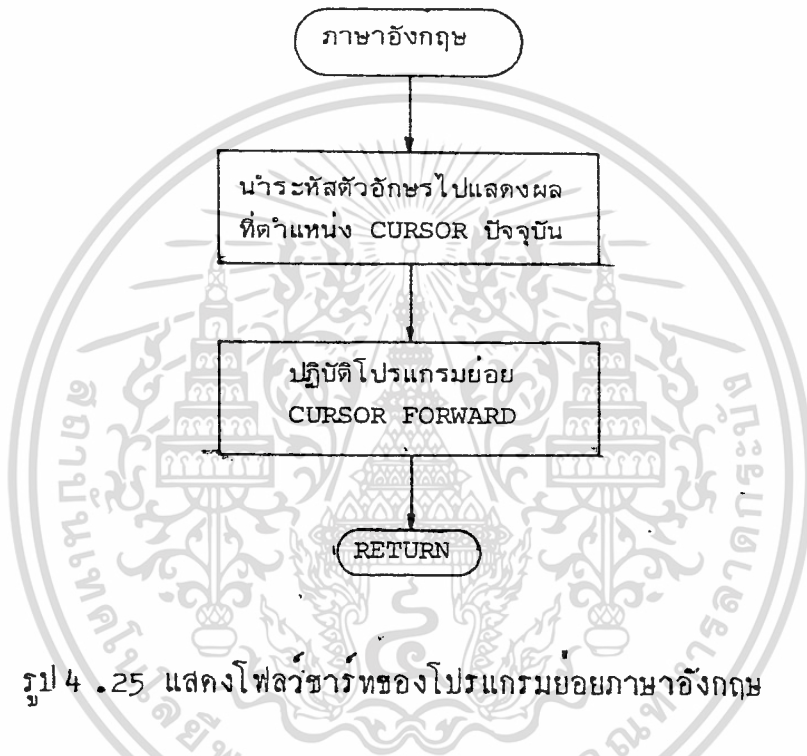 ภาษาอังกฤษ
นำระหัสตัวอักษรไปแสดงผล
ที่ตำแหน่ง CURSOR ปัจจุบัน
ปฏิบัติโปรแกรมย่อย
CURSOR FORWARD
RETURN
รูป 4.25 แสดงโฟลว์ชาร์ทของโปรแกรมย่อยภาษาอังกฤษ